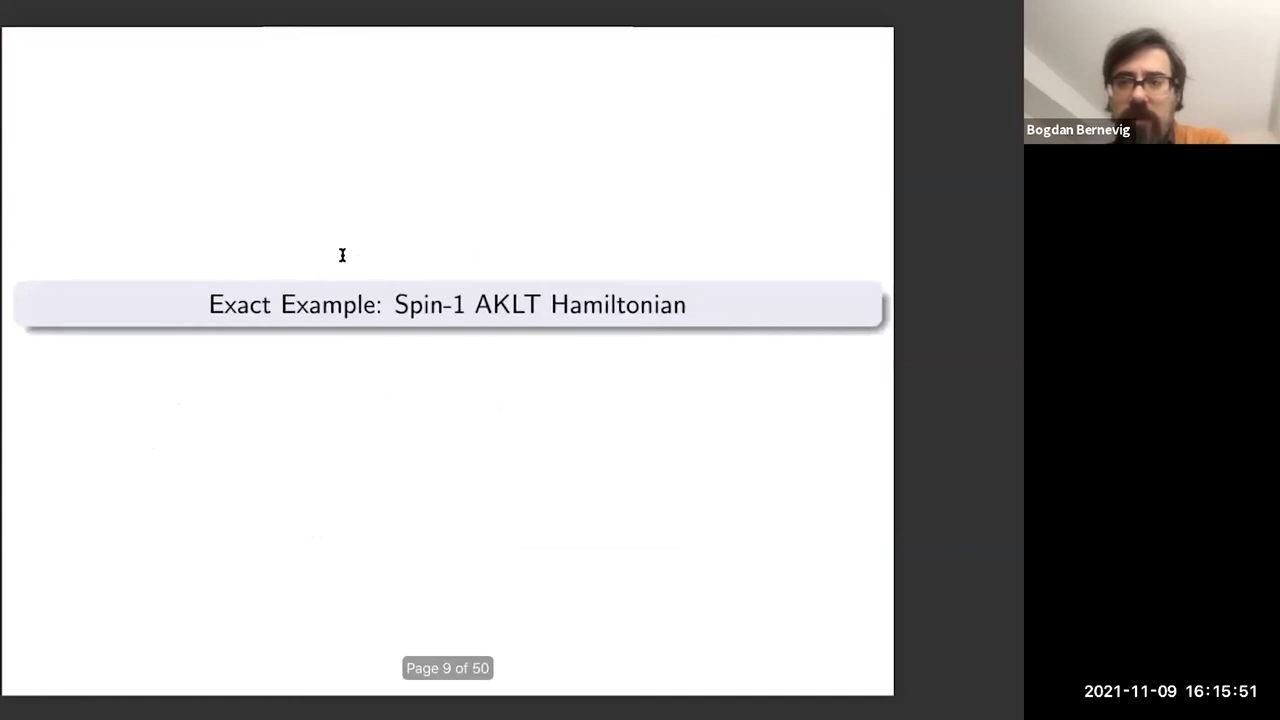 Exact Example: Spin-1 AKLT Hamiltonian
Page 9 of 50
Bogdan Bernevig
2021-11-09 16:15:51